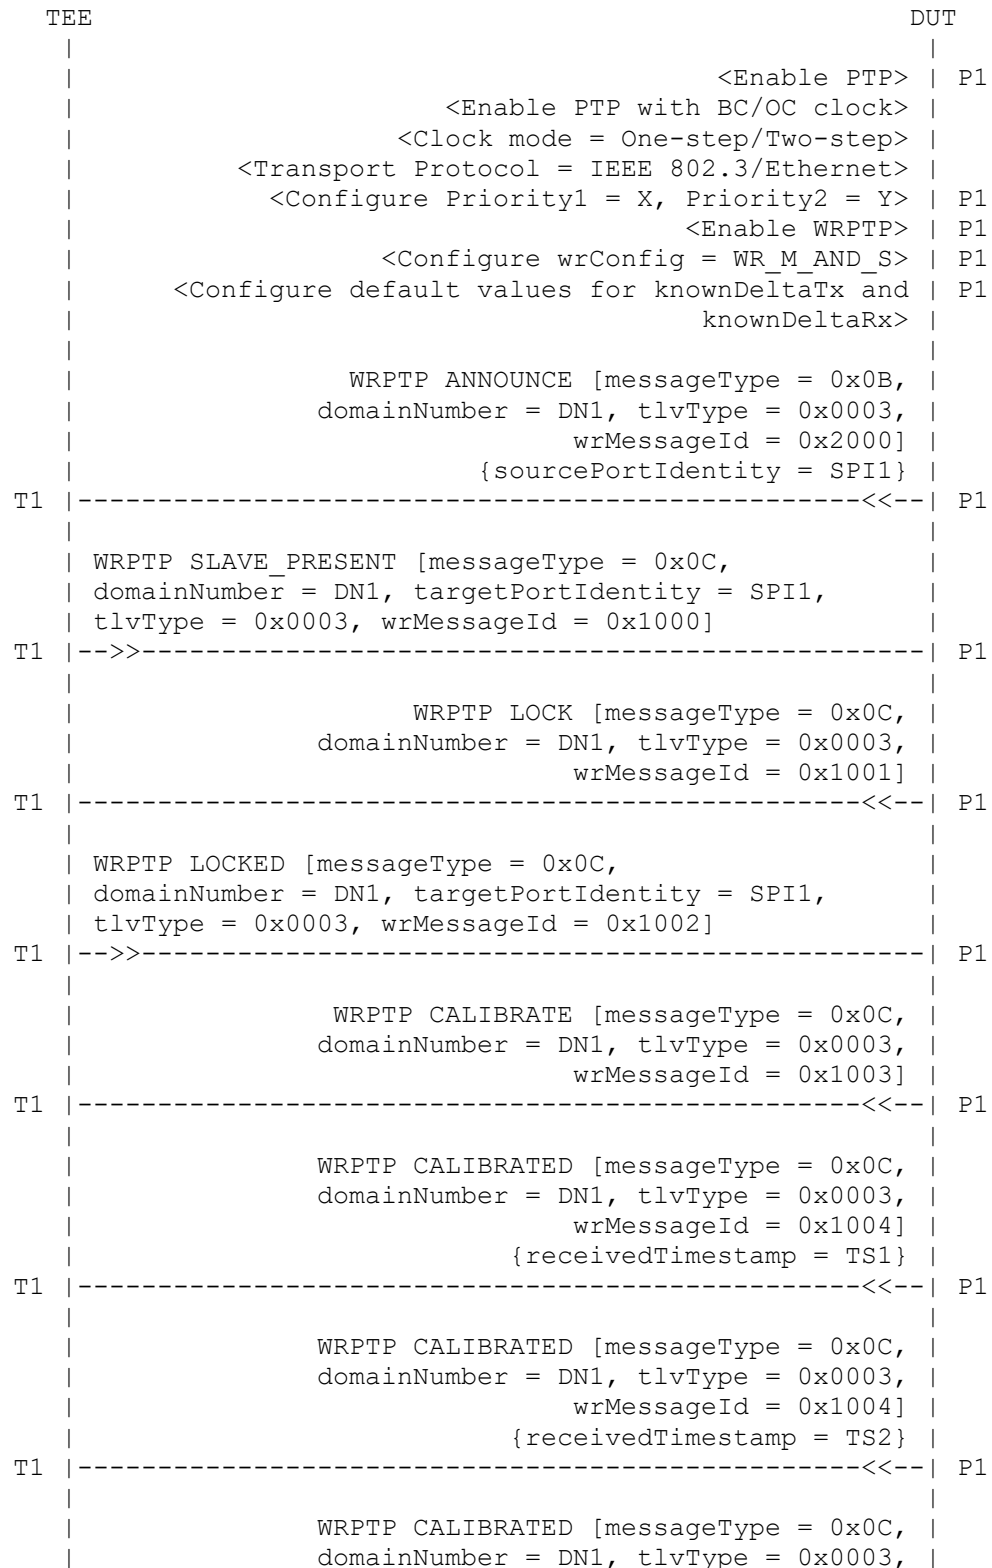 TEE DUT
| |
| <Enable PTP> | P1
| <Enable PTP with BC/OC clock> |
| <Clock mode = One-step/Two-step> |
| <Transport Protocol = IEEE 802.3/Ethernet> |
| <Configure Priority1 = X, Priority2 = Y> | P1
| <Enable WRPTP> | P1
| <Configure wrConfig = WR_M_AND_S> | P1
| <Configure default values for knownDeltaTx and | P1
| knownDeltaRx> |
| |
| WRPTP ANNOUNCE [messageType = 0x0B, |
| domainNumber = DN1, tlvType = 0x0003, |
| wrMessageId = 0x2000] |
| {sourcePortIdentity = SPI1} |
T1 |-------------------------------------------------<<--| P1
| |
| WRPTP SLAVE_PRESENT [messageType = 0x0C, |
| domainNumber = DN1, targetPortIdentity = SPI1, |
| tlvType = 0x0003, wrMessageId = 0x1000] |
T1 |-->>-------------------------------------------------| P1
| |
| WRPTP LOCK [messageType = 0x0C, |
| domainNumber = DN1, tlvType = 0x0003, |
| wrMessageId = 0x1001] |
T1 |-------------------------------------------------<<--| P1
| |
| WRPTP LOCKED [messageType = 0x0C, |
| domainNumber = DN1, targetPortIdentity = SPI1, |
| tlvType = 0x0003, wrMessageId = 0x1002] |
T1 |-->>-------------------------------------------------| P1
| |
| WRPTP CALIBRATE [messageType = 0x0C, |
| domainNumber = DN1, tlvType = 0x0003, |
| wrMessageId = 0x1003] |
T1 |-------------------------------------------------<<--| P1
| |
| WRPTP CALIBRATED [messageType = 0x0C, |
| domainNumber = DN1, tlvType = 0x0003, |
| wrMessageId = 0x1004] |
| {receivedTimestamp = TS1} |
T1 |-------------------------------------------------<<--| P1
| |
| WRPTP CALIBRATED [messageType = 0x0C, |
| domainNumber = DN1, tlvType = 0x0003, |
| wrMessageId = 0x1004] |
| {receivedTimestamp = TS2} |
T1 |-------------------------------------------------<<--| P1
| |
| WRPTP CALIBRATED [messageType = 0x0C, |
| domainNumber = DN1, tlvType = 0x0003, |